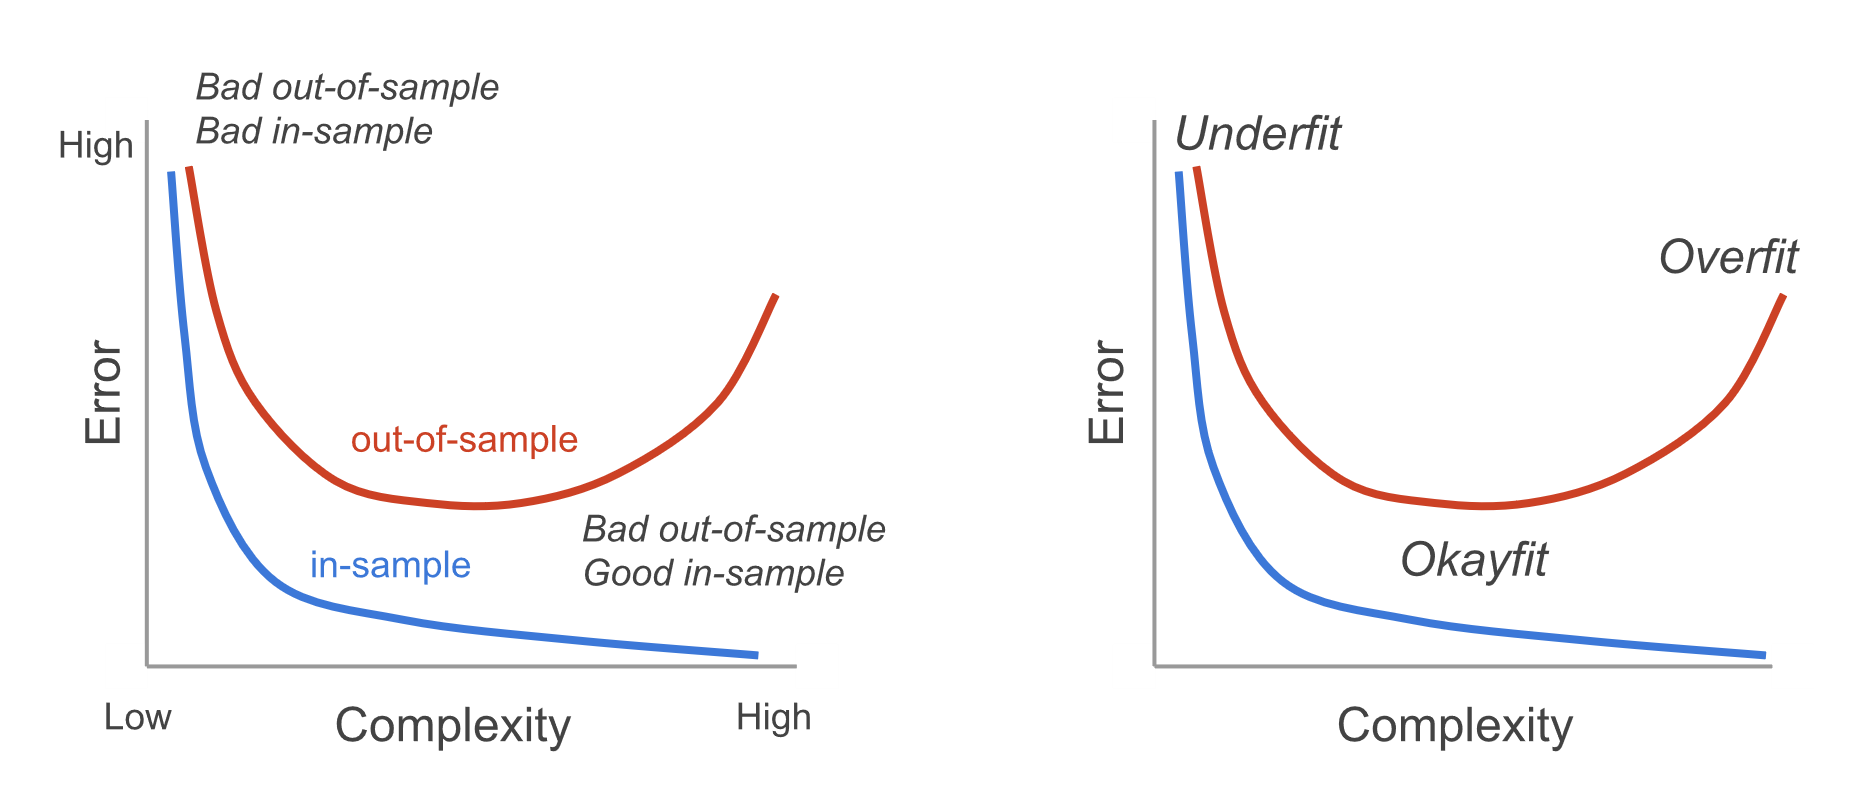 Bad out-of-sample
Bad in-sample
High
Error
out-of-sample
in-sample
Bad out-of-sample
Good in-sample
Low
Complexity
High
Underfit
Overfit
Error
Okayfit
Complexity